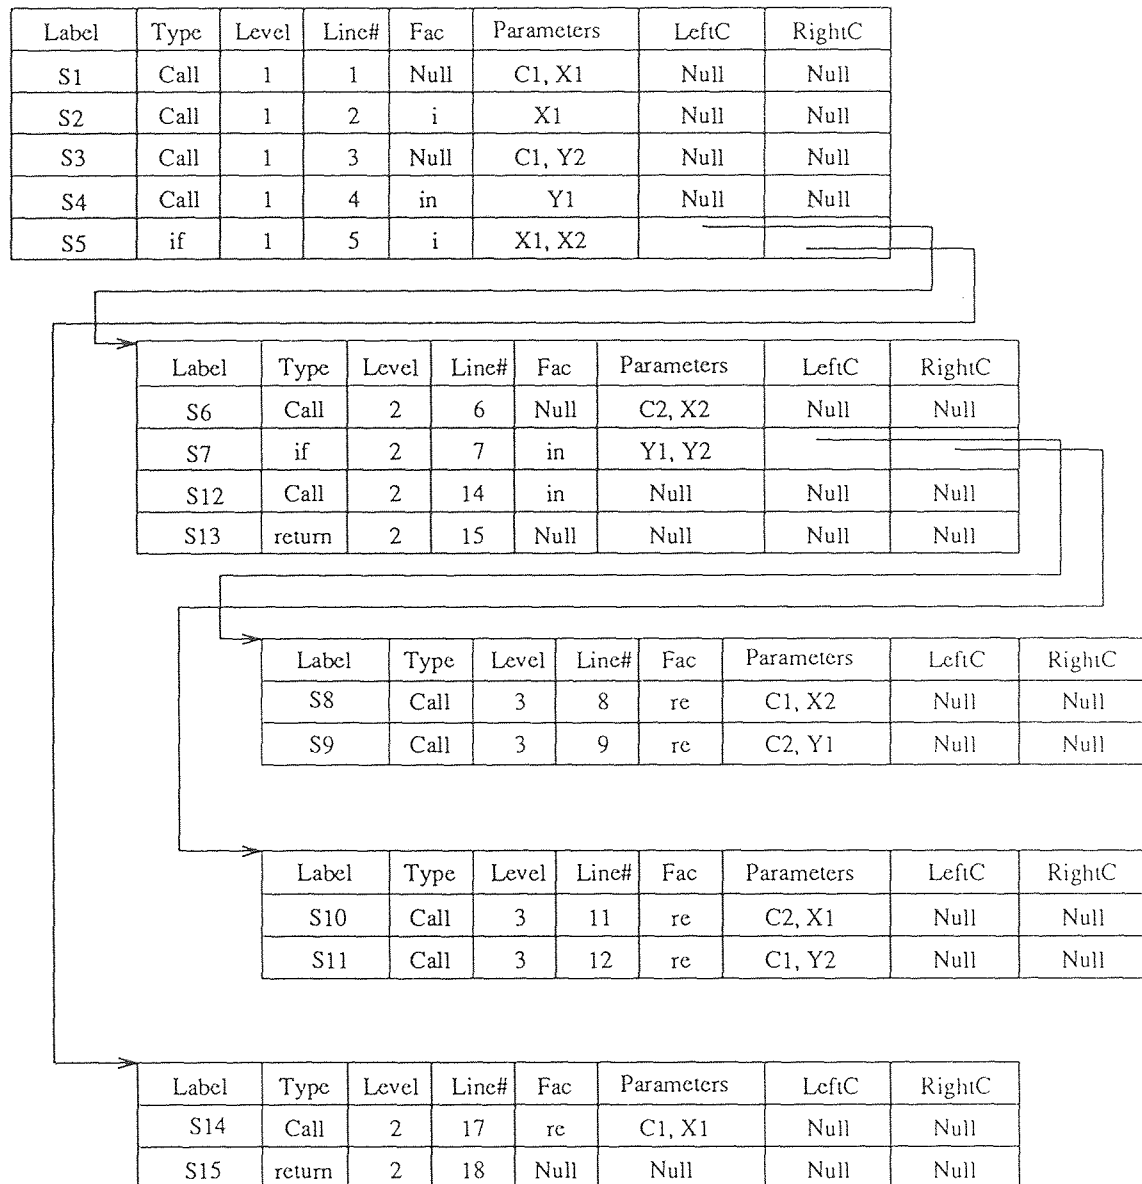 Label Type Level Line# Fac Parameters LeftC RightC
S1 Call 1 1 Null C1, X1 Null Null
S2 Call 1 2 i X1 Null Null
S3 Call 1 3 Null C1, Y2 Null Null
S4 Call 1 4 in Y1 Null Null
S5 if 1 5 i X1, X2
Label Type Level Line# Fac Parameters LeftC RightC
S6 Call 2 6 Null C2, X2 Null Null
S7 if 2 7 in Y1, Y2
S12 Call 2 14 in Null Null Null
S13 return 2 15 Null Null Null Null
Label Type Level Line# Fac Parameters LeftC RightC
S8 Call 3 8 re C1, X2 Null Null
S9 Call 3 9 re C2, Y1 Null Null
Label Type Level Line# Fac Parameters LeftC RightC
S10 Call 3 11 re C2, X1 Null Null
S11 Call 3 12 re C1, Y2 Null Null
Label Type Level Line# Fac Parameters LeftC RightC
S14 Call 2 17 re C1, X1 Null Null
S15 return 2 18 Null Null Null Null